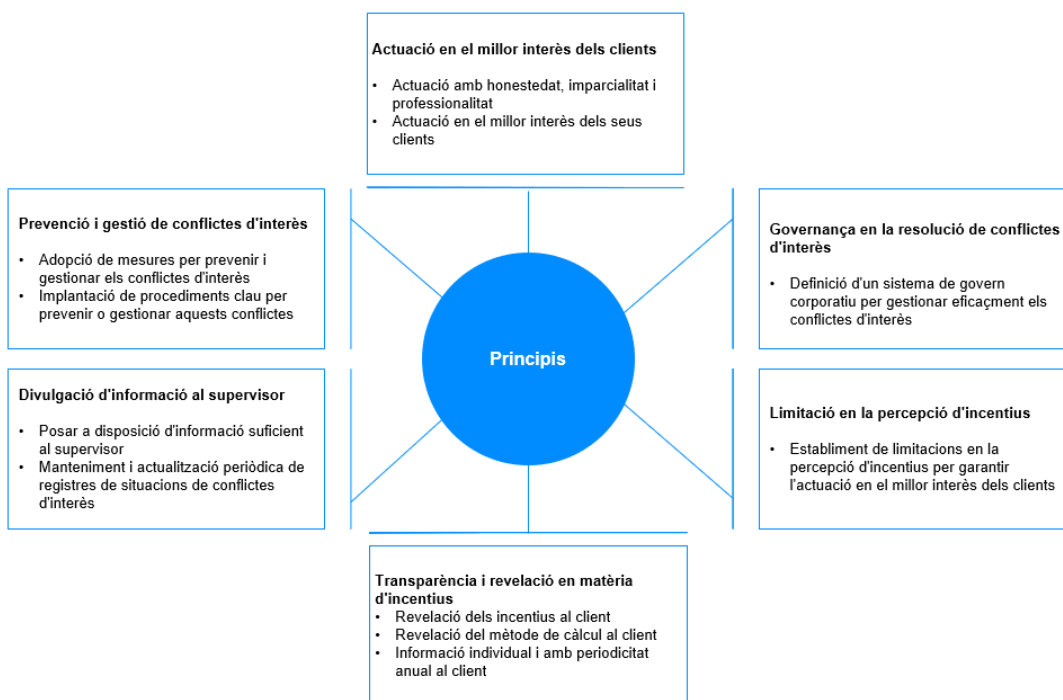 Actuació en el millor interès dels clients
• Actuació amb honestedat, imparcialitat i
professionalitat
• Actuació en el millor interès dels seus
clients
Prevenció i gestió de conflictes d'interès
• Adopció de mesures per prevenir i
gestionar els conflictes d'interès
• Implantació de procediments clau per
prevenir o gestionar aquests conflictes
Governança en la resolució de conflictes
d'interès
• Definició d'un sistema de govern
corporatiu per gestionar eficaçment els
conflictes d'interès
Principis
Divulgació d'informació al supervisor
• Posar a disposició d'informació suficient
al supervisor
• Manteniment i actualització periòdica de
registres de situacions de conflictes
d'interès
Limitació en la percepció d'incentius
• Establiment de limitacions en la
percepció d'incentius per garantir
l'actuació en el millor interès dels clients
Transparència i revelació en matèria
d'incentius
• Revelació dels incentius al client
• Revelació del mètode de càlcul al client
• Informació individual i amb periodicitat
anual al client